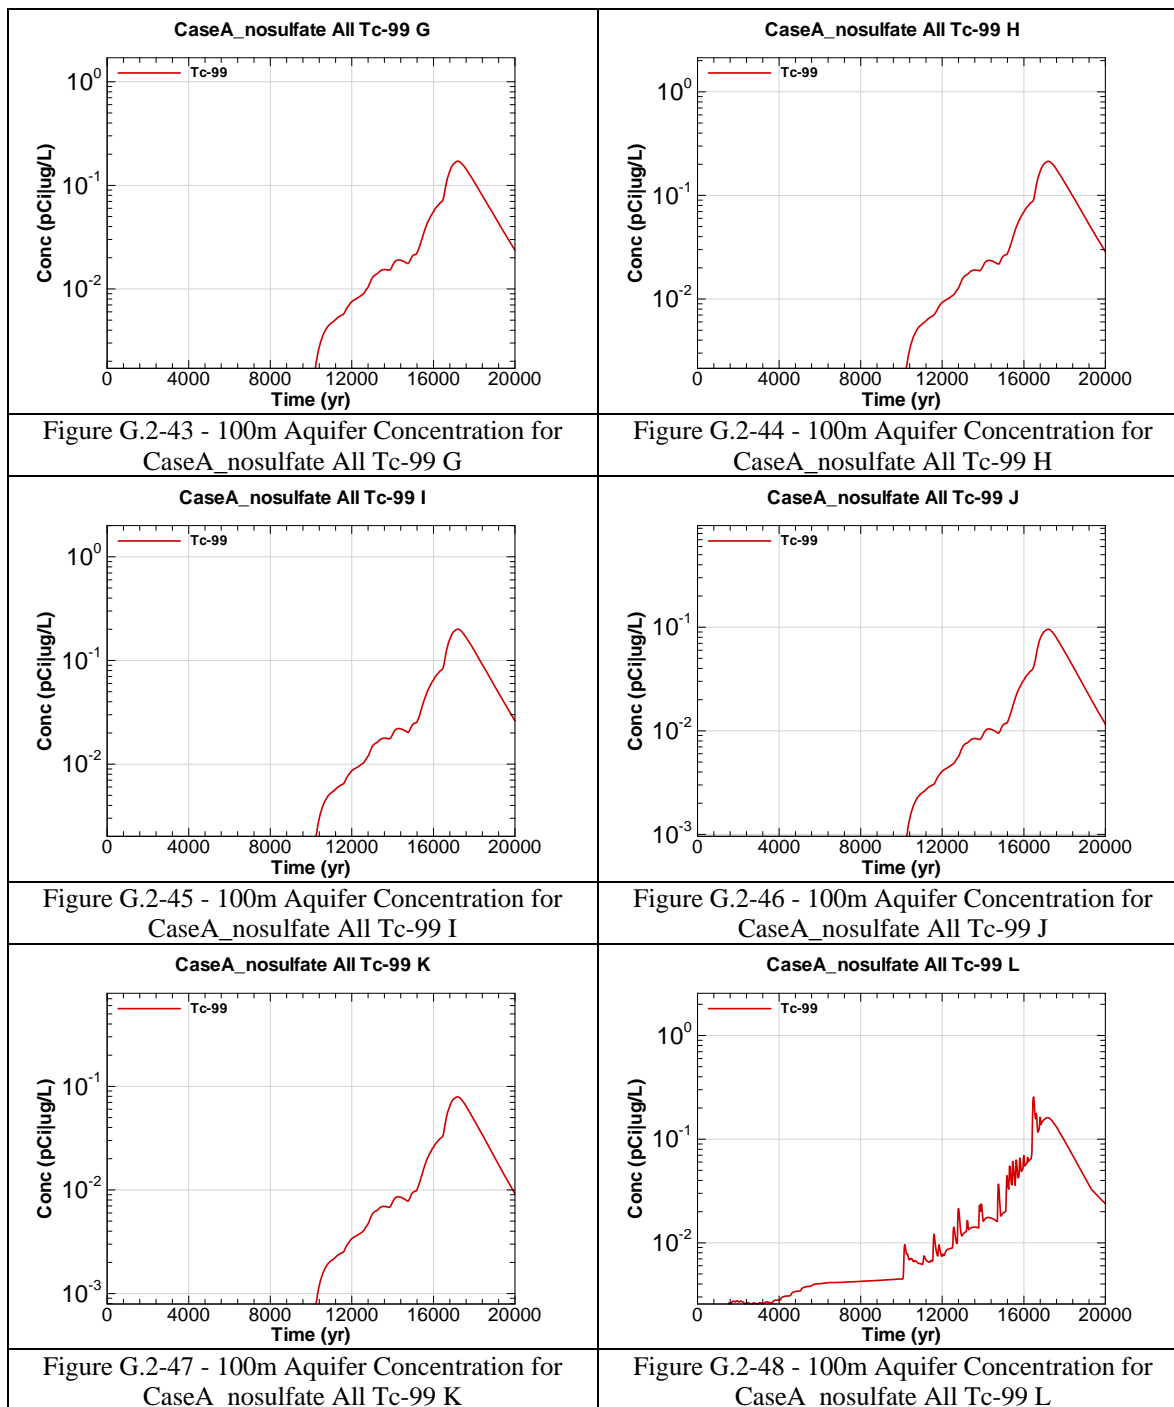 CaseA_nosulfate All Tc-99 G
Tc-99
10^0
10^-1
10^-2
Conc (pCi|ug/L)
0 4000 8000 12000 16000 20000
Time (yr)
Figure G.2-43 - 100m Aquifer Concentration for
CaseA_nosulfate All Tc-99 G
CaseA_nosulfate All Tc-99 H
Tc-99
10^0
10^-1
10^-2
Conc (pCi|ug/L)
0 4000 8000 12000 16000 20000
Time (yr)
Figure G.2-44 - 100m Aquifer Concentration for
CaseA_nosulfate All Tc-99 H
CaseA_nosulfate All Tc-99 I
Tc-99
10^0
10^-1
10^-2
Conc (pCi|ug/L)
0 4000 8000 12000 16000 20000
Time (yr)
Figure G.2-45 - 100m Aquifer Concentration for
CaseA_nosulfate All Tc-99 I
CaseA_nosulfate All Tc-99 J
Tc-99
10^-1
10^-2
10^-3
Conc (pCi|ug/L)
0 4000 8000 12000 16000 20000
Time (yr)
Figure G.2-46 - 100m Aquifer Concentration for
CaseA_nosulfate All Tc-99 J
CaseA_nosulfate All Tc-99 K
Tc-99
10^-1
10^-2
10^-3
Conc (pCi|ug/L)
0 4000 8000 12000 16000 20000
Time (yr)
Figure G.2-47 - 100m Aquifer Concentration for
CaseA_nosulfate All Tc-99 K
CaseA_nosulfate All Tc-99 L
Tc-99
10^0
10^-1
10^-2
Conc (pCi|ug/L)
0 4000 8000 12000 16000 20000
Time (yr)
Figure G.2-48 - 100m Aquifer Concentration for
CaseA_nosulfate All Tc-99 L